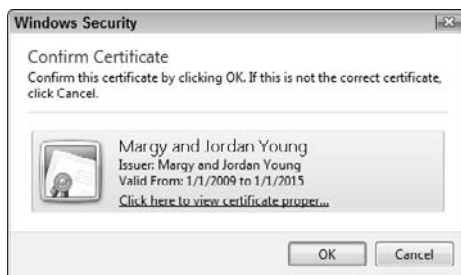 Windows Security
Confirm Certificate
Confirm this certificate by clicking OK. If this is not the correct certificate,
click Cancel.
Margy and Jordan Young
Issuer: Margy and Jordan Young
Valid From: 1/1/2009 to 1/1/2015
Click here to view certificate proper...
OK
Cancel